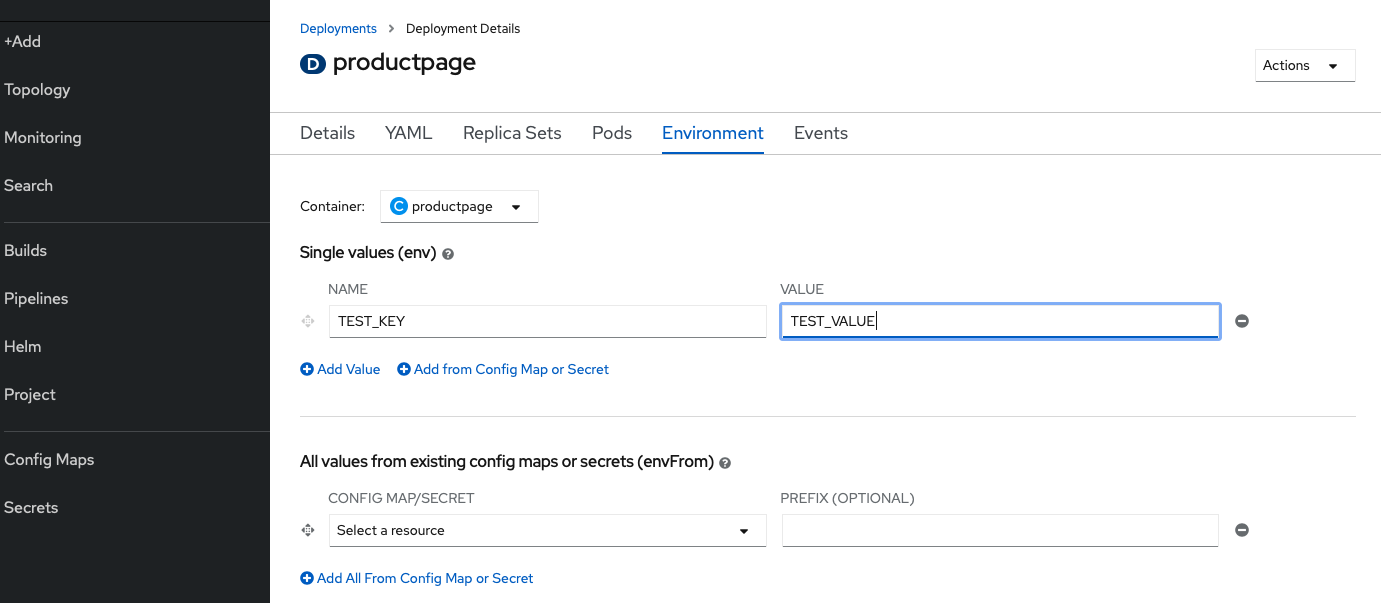 +Add
Topology
Monitoring
Search
Builds
Pipelines
Helm
Project
Config Maps
Secrets
Deployments > Deployment Details
D productpage
Actions
Details YAML Replica Sets Pods Environment Events
Container: C productpage
Single values (env)
NAME VALUE
TEST_KEY TEST_VALUE
Add Value Add from Config Map or Secret
All values from existing config maps or secrets (envFrom)
CONFIG MAP/SECRET PREFIX (OPTIONAL)
Select a resource
Add All From Config Map or Secret